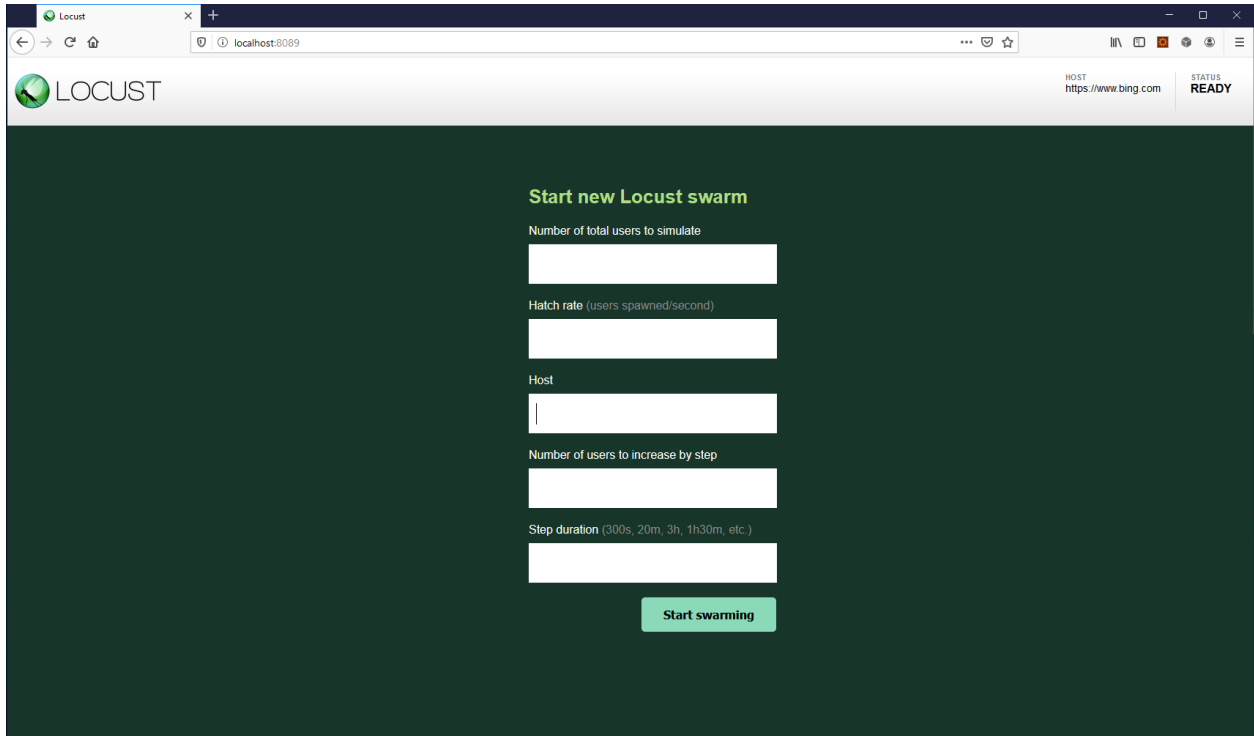 Locust
localhost:8089
LOCUST
HOST
https://www.bing.com
STATUS
READY
Start new Locust swarm
Number of total users to simulate
Hatch rate (users spawned/second)
Host
Number of users to increase by step
Step duration (300s, 20m, 3h, 1h30m, etc.)
Start swarming